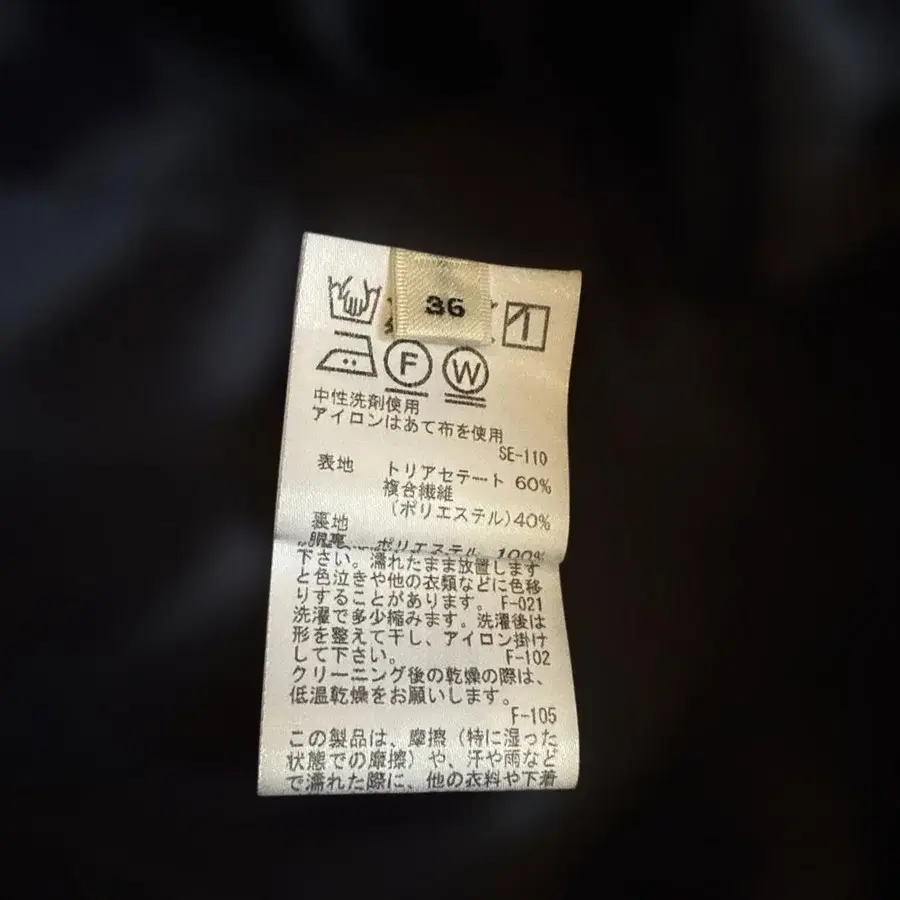 36
F
W
中性洗剤使用
アイロンはあて布を使用
SE-110
表地 トリアセテート 60%
複合繊維
(ポリエステル)40%
裏地
ポリエステル 100%
下さい。濡れたまま放置します
と色泣きや他の衣類などに色移
りすることがあります。 F-021
洗濯で多少縮みます。洗濯後は
形を整えて干し、アイロン掛け
して下さい。 F-102
クリーニング後の乾燥の際は、
低温乾燥をお願いします。
F-105
この製品は、摩擦(特に湿った
状態での摩擦)や、汗や雨など
で濡れた際に、他の衣料や下着